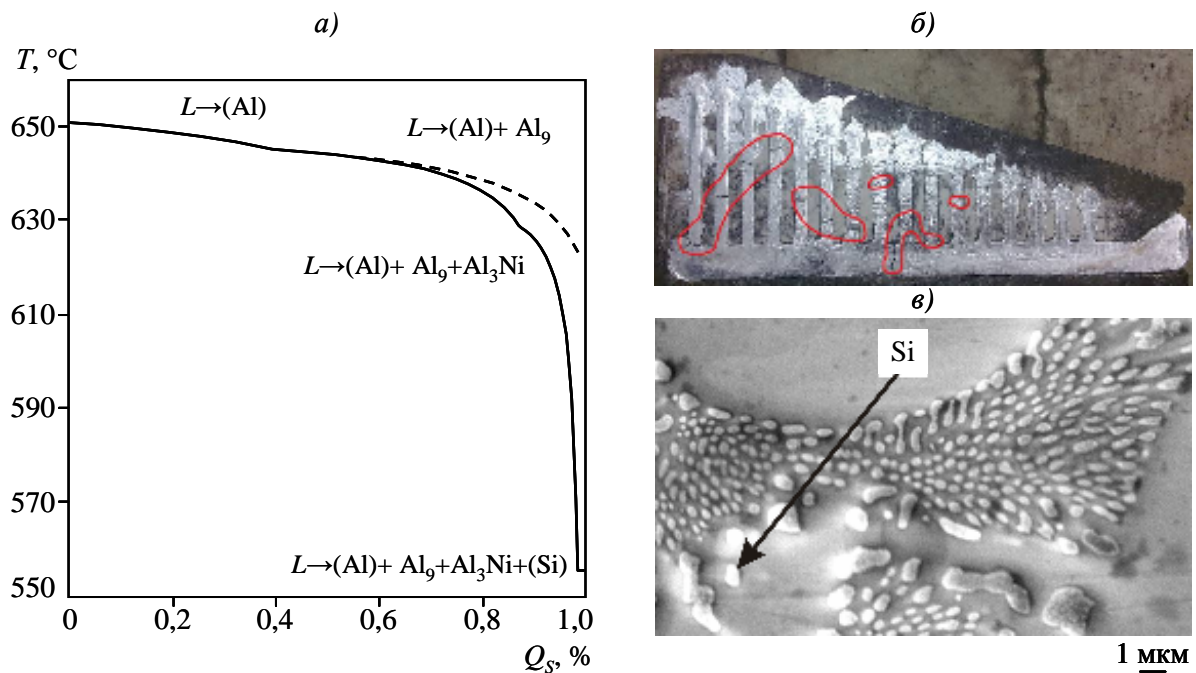 а)
T, °C
650
630
610
590
570
550
L→(Al)
L→(Al)+ Al₉
L→(Al)+ Al₉+Al₃Ni
L→(Al)+ Al₉+Al₃Ni+(Si)
0
0,2
0,4
0,6
0,8
1,0
Qₛ, %
б)
в)
Si
1 мкм